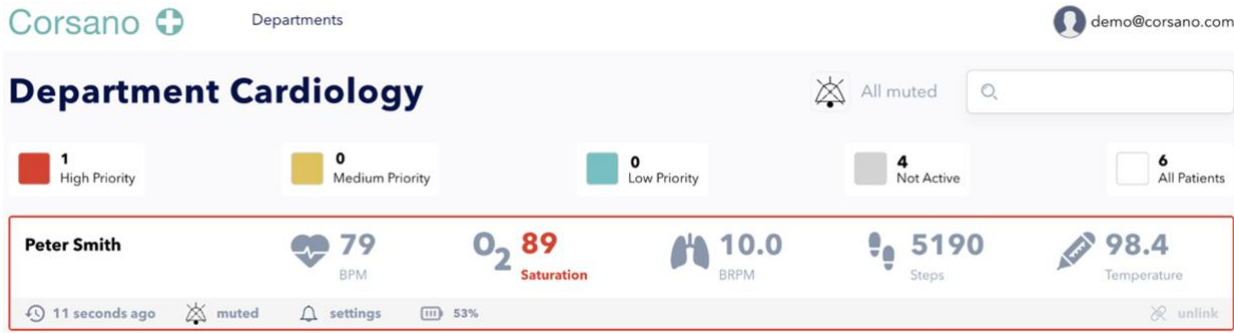 Corsano Departments demo@corsano.com
Department Cardiology All muted
1 0 0 4 6
High Priority Medium Priority Low Priority Not Active All Patients
Peter Smith 79 O2 89 10.0 5190 98.4
BPM Saturation BRPM Steps Temperature
11 seconds ago muted settings 53% unlink